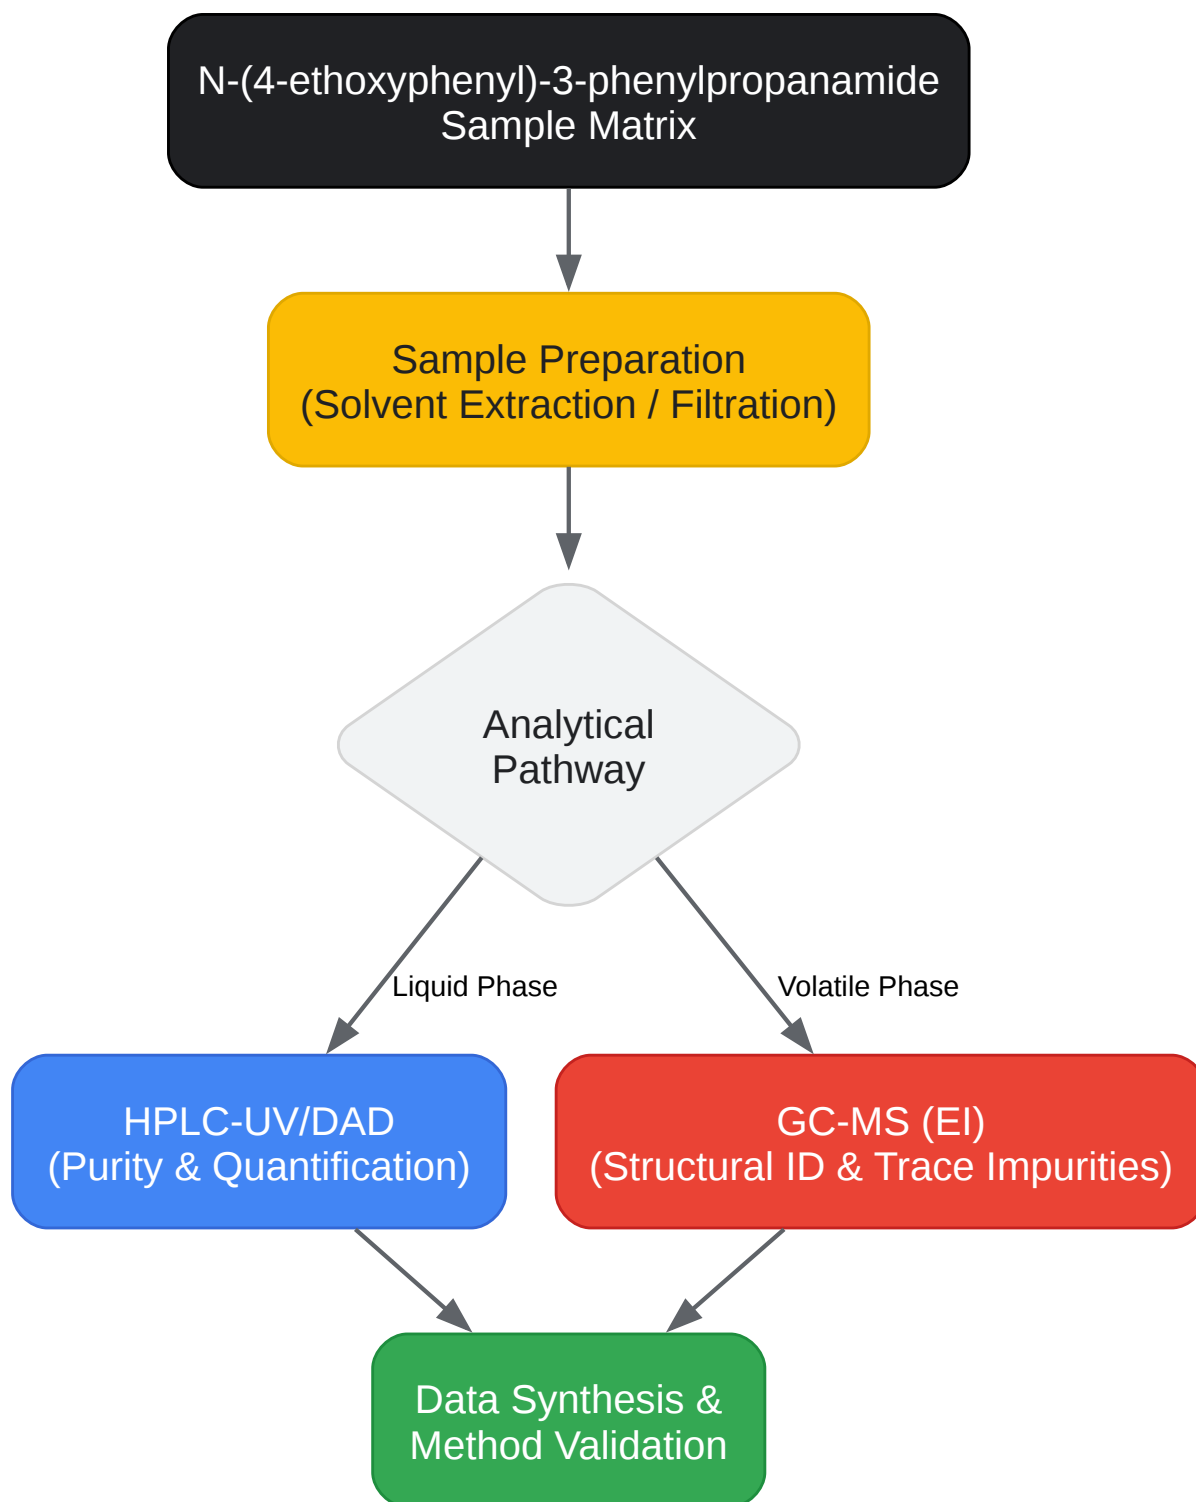 N-(4-ethoxyphenyl)-3-phenylpropanamide
Sample Matrix
Sample Preparation
(Solvent Extraction / Filtration)
Analytical
Pathway
Liquid Phase
Volatile Phase
HPLC-UV/DAD
(Purity & Quantification)
GC-MS (EI)
(Structural ID & Trace Impurities)
Data Synthesis &
Method Validation